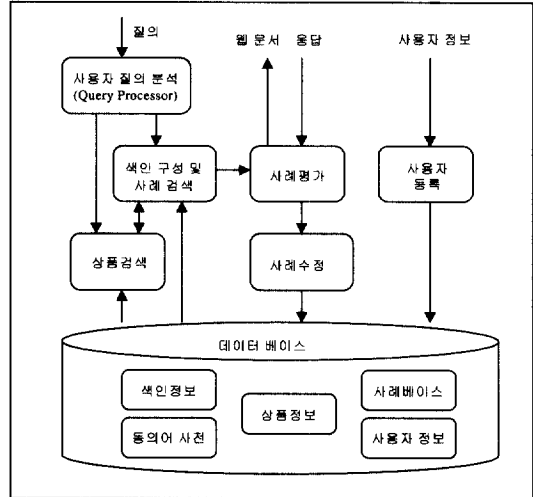 질의
웹 문서 응답
사용자 정보
사용자 질의 분석
(Query Processor)
색인 구성 및
사례 검색
사례평가
사용자
등록
상품검색
사례수정
데이터 베이스
색인정보
사례베이스
상품정보
동의어 사전
사용자 정보